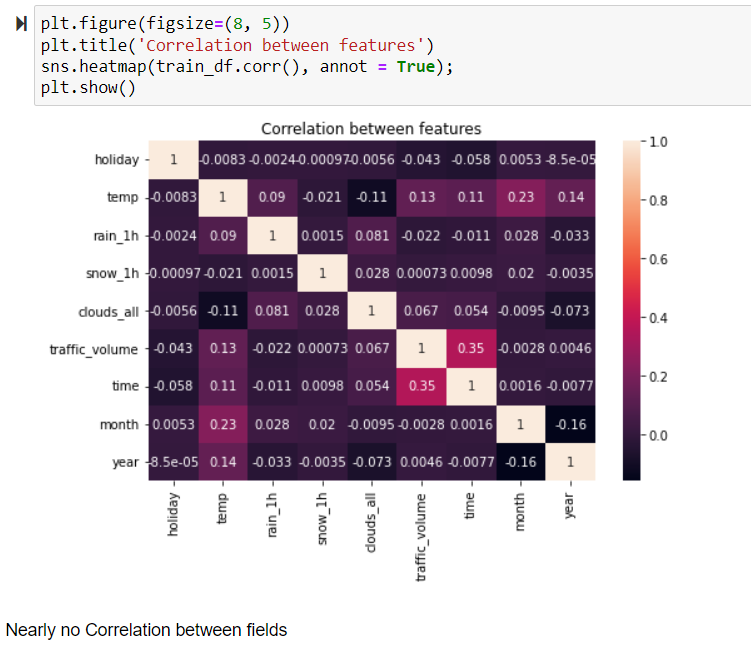 plt.figure(figsize=(8, 5))
plt.title('Correlation between features')
sns.heatmap(train_df.corr(), annot = True);
plt.show()
Correlation between features
holiday 1 -0.0083 -0.0024 -0.00097 -0.0056 -0.043 -0.058 0.0053 -8.5e-05
temp -0.0083 1 0.09 -0.021 -0.11 0.13 0.11 0.23 0.14
rain_1h -0.0024 0.09 1 0.0015 0.081 -0.022 -0.011 0.028 -0.033
snow_1h -0.00097 -0.021 0.0015 1 0.028 0.00073 0.0098 0.02 -0.0035
clouds_all -0.0056 -0.11 0.081 0.028 1 0.067 0.054 -0.0095 -0.073
traffic_volume -0.043 0.13 -0.022 0.00073 0.067 1 0.35 -0.0028 0.0046
time -0.058 0.11 -0.011 0.0098 0.054 0.35 1 0.0016 -0.0077
month 0.0053 0.23 0.028 0.02 -0.0095 -0.0028 0.0016 1 -0.16
year -8.5e-05 0.14 -0.033 -0.0035 -0.073 0.0046 -0.0077 -0.16 1
holiday temp rain_1h snow_1h clouds_all traffic_volume time month year
1.0
0.8
0.6
0.4
0.2
0.0
Nearly no Correlation between fields